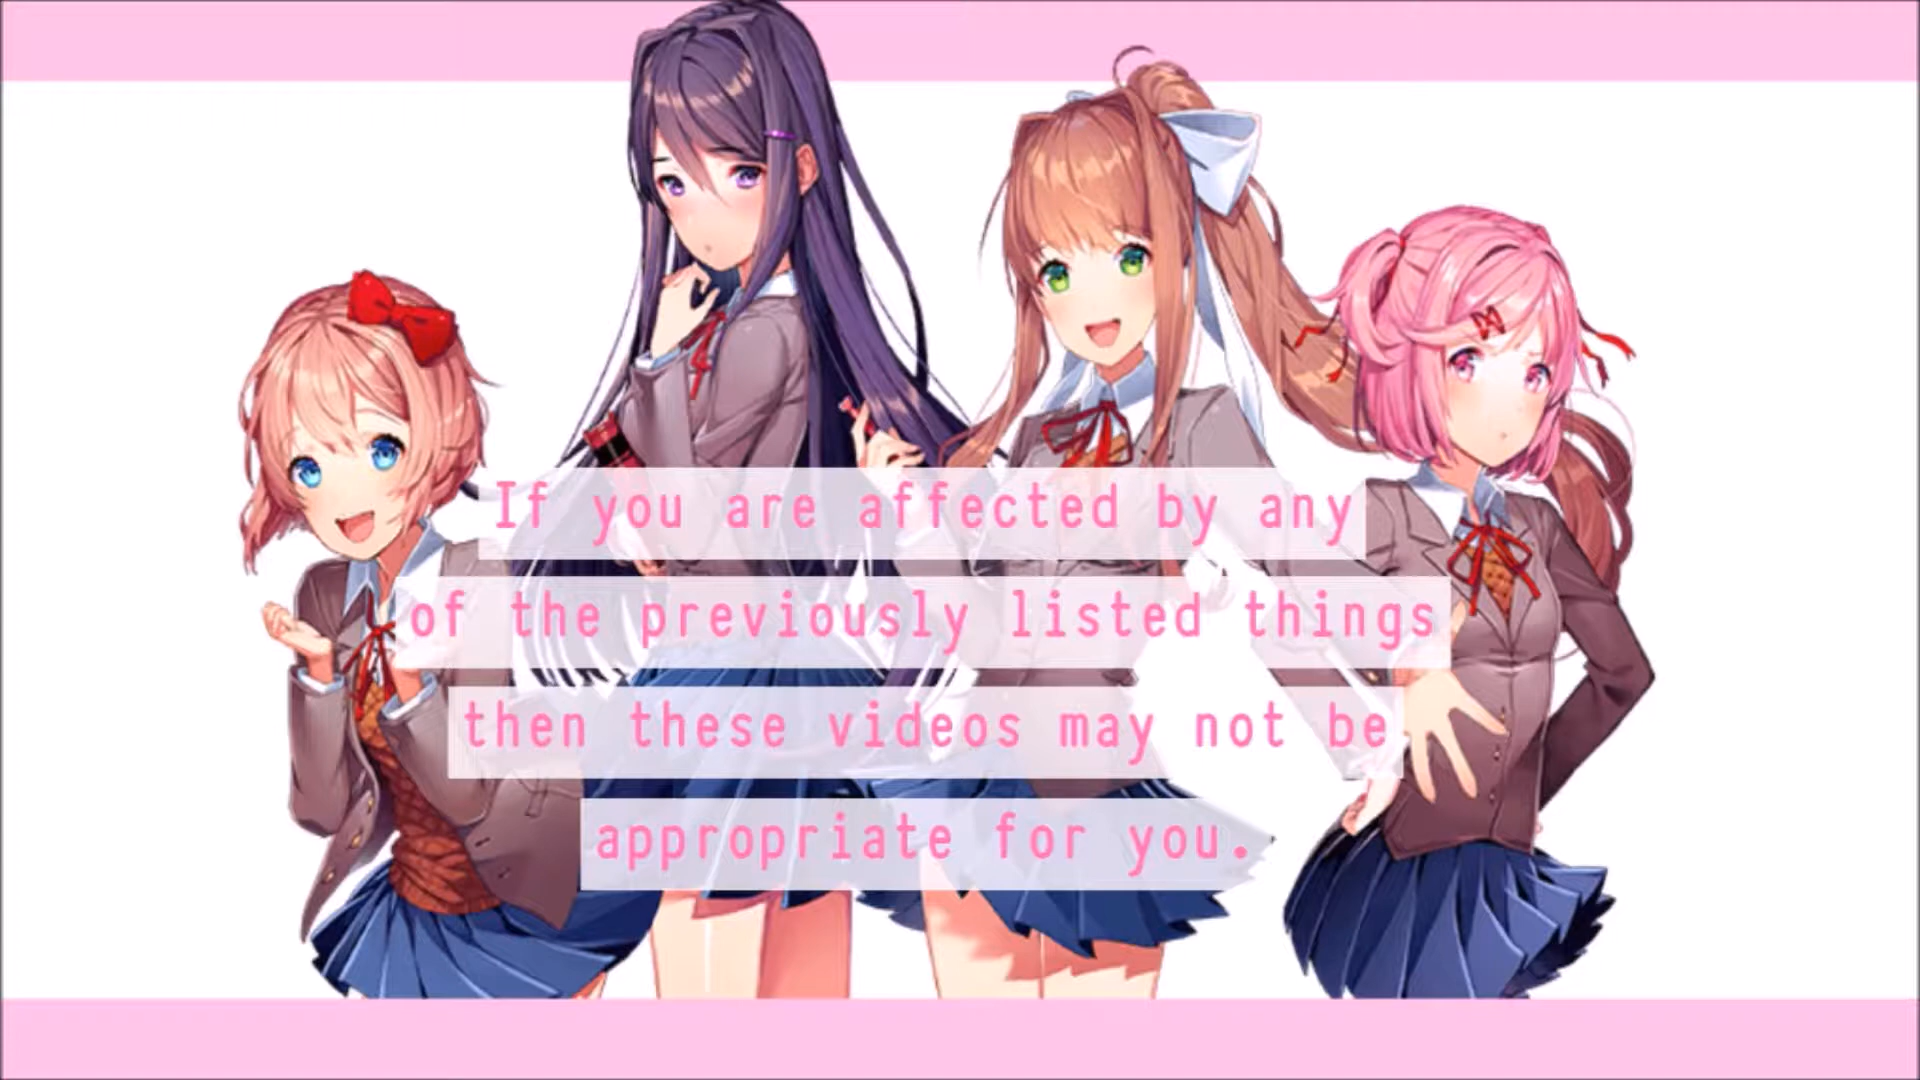 If you are affected by any
of the previously listed things
then these videos may not be
appropriate for you.